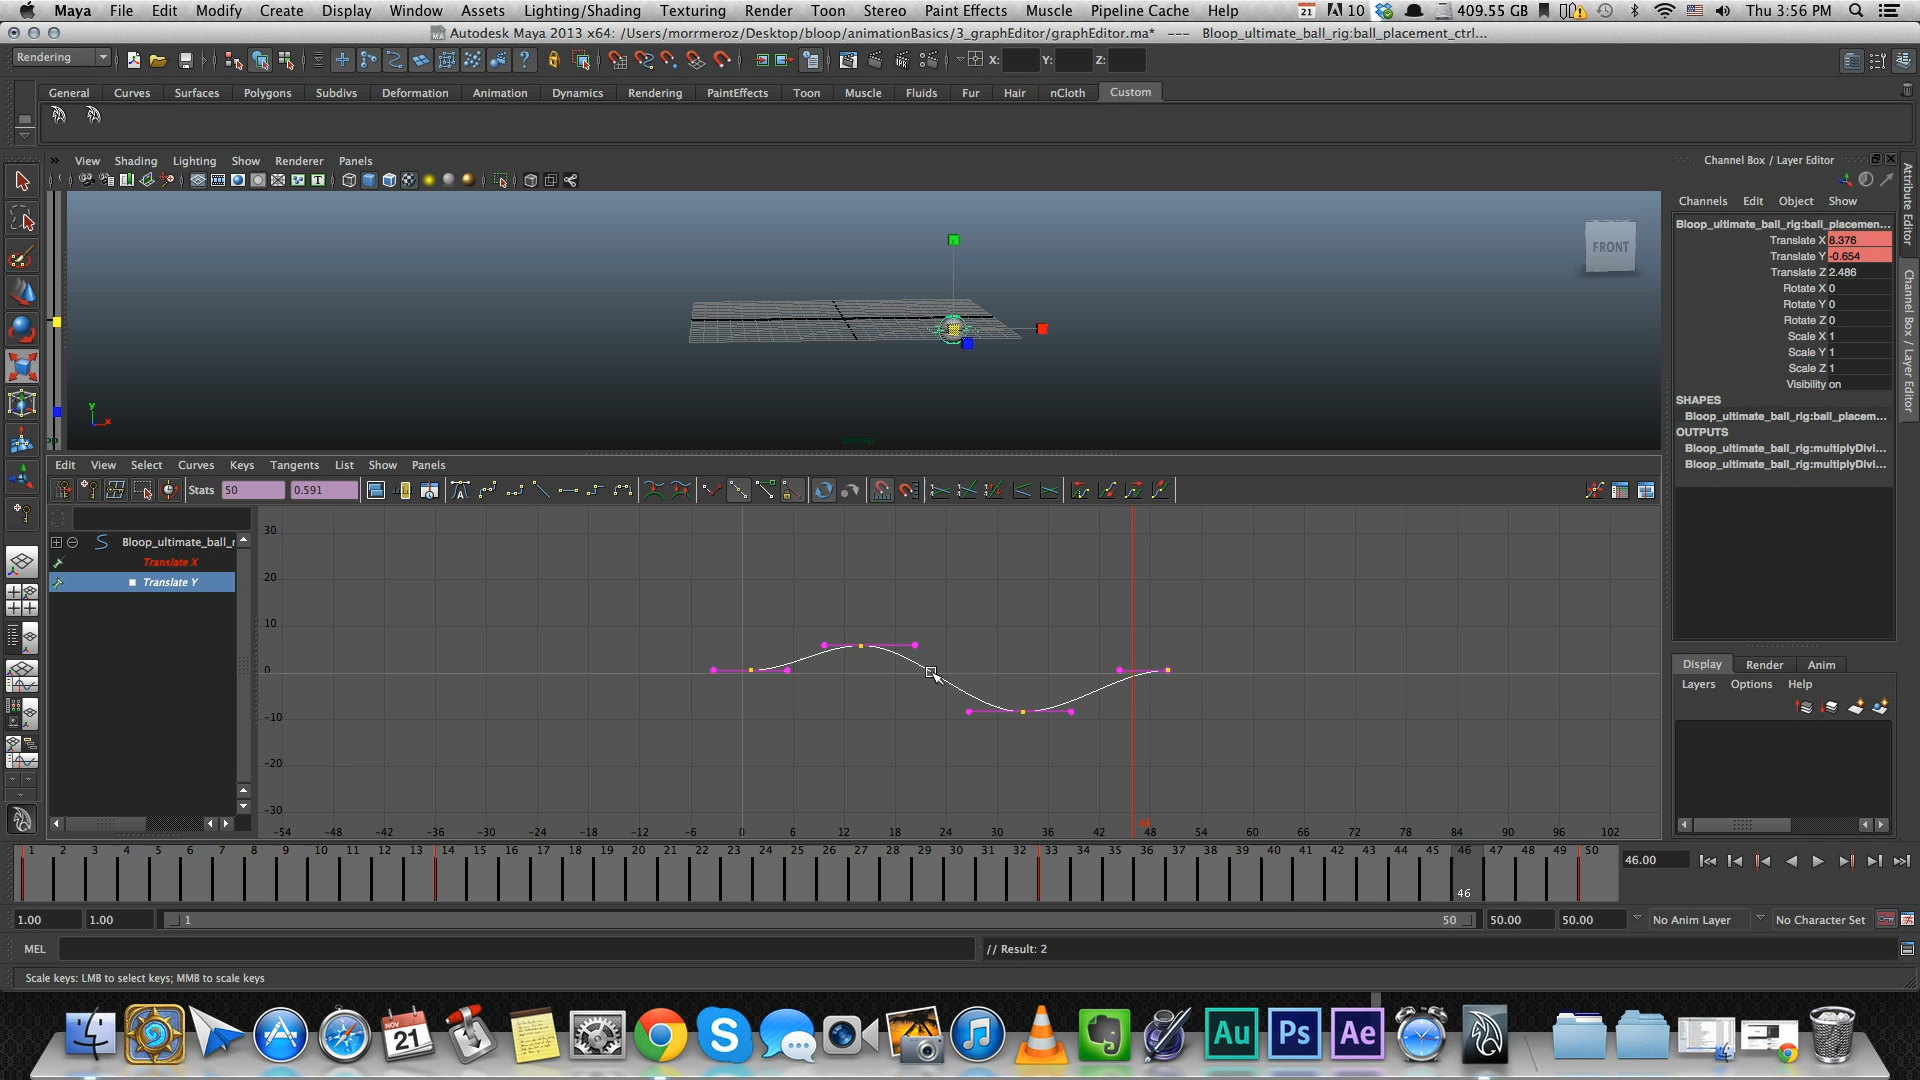 Maya File Edit Modify Create Display Window Assets Lighting/Shading Texturing Render Toon Stereo Paint Effects Muscle Pipeline Cache Help 21 10 409.55 GB Thu 3:56 PM
Autodesk Maya 2013 x64: /Users/morrmeroz/Desktop/bloop/animationBasics/3_graphEditor/graphEditor.ma* --- Bloop_ultimate_ball_rig:ball_placement_ctrl...
Rendering X: Y: Z:
General Curves Surfaces Polygons Subdivs Deformation Animation Dynamics Rendering PaintEffects Toon Muscle Fluids Fur Hair nCloth Custom
View Shading Lighting Show Renderer Panels
Channel Box / Layer Editor
Channels Edit Object Show
Attribute Editor
Channel Box / Layer Editor
Bloop_ultimate_ball_rig:ball_placemen...
Translate X 8.376
Translate Y -0.654
Translate Z 2.486
Rotate X 0
Rotate Y 0
Rotate Z 0
Scale X 1
Scale Y 1
Scale Z 1
Visibility on
SHAPES
Bloop_ultimate_ball_rig:ball_placem...
OUTPUTS
Bloop_ultimate_ball_rig:multiplyDivi...
Bloop_ultimate_ball_rig:multiplyDivi...
FRONT
y
x
persp
Edit View Select Curves Keys Tangents List Show Panels
Stats 50 0.591
Bloop_ultimate_ball_r
Translate X
Translate Y
30
20
10
0
-10
-20
-30
-54 -48 -42 -36 -30 -24 -18 -12 -6 0 6 12 18 24 30 36 42 48 54 60 66 72 78 84 90 96 102
Display Render Anim
Layers Options Help
1 2 3 4 5 6 7 8 9 10 11 12 13 14 15 16 17 18 19 20 21 22 23 24 25 26 27 28 29 30 31 32 33 34 35 36 37 38 39 40 41 42 43 44 45 46 47 48 49 50
46
46.00
1.00 1.00 1 50 50.00 50.00 No Anim Layer No Character Set
MEL // Result: 2
Scale keys: LMB to select keys; MMB to scale keys
NOV
21
Au Ps Ae